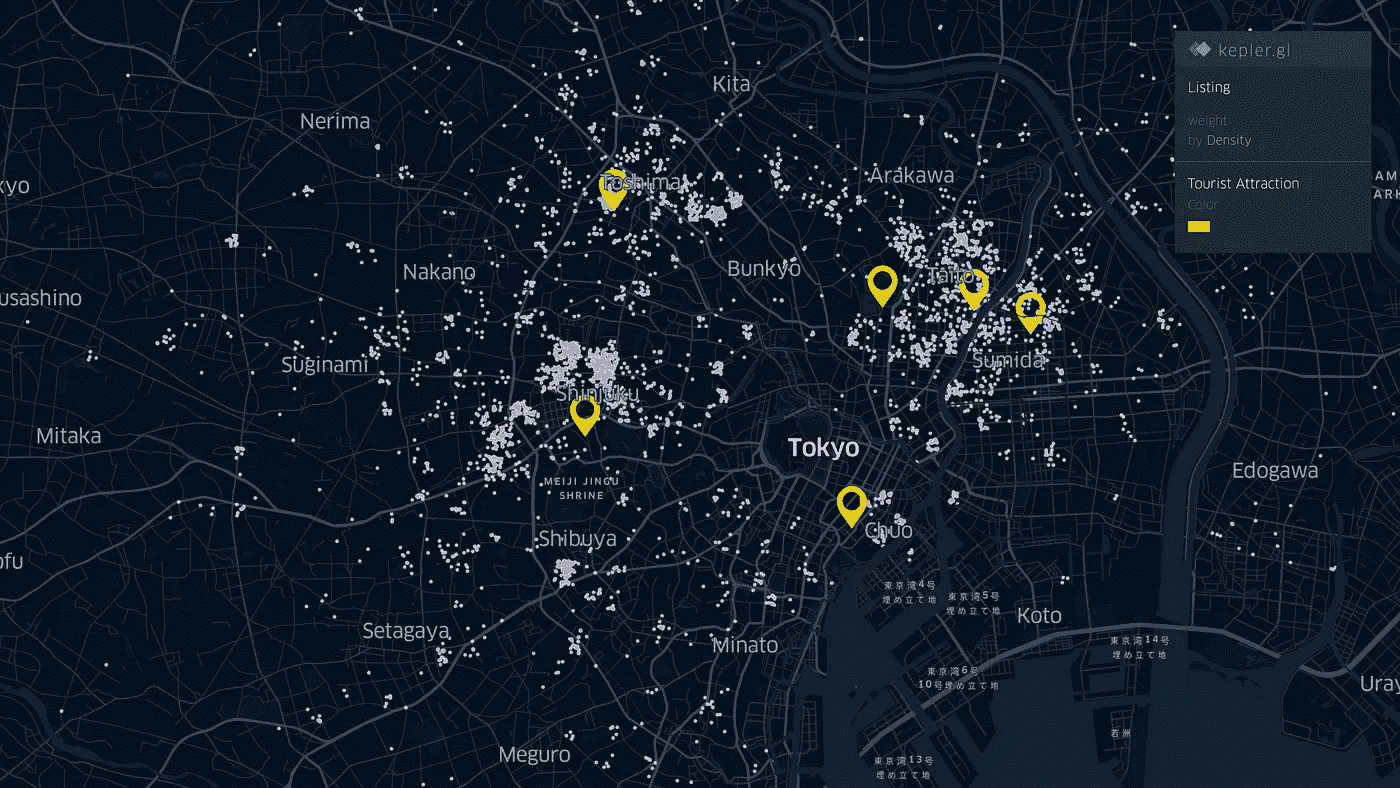 kepler.gl
Listing
weight
by Density
Tourist Attraction
Color
Kita
Nerima
Toshima
Arakawa
kyo
Nakano
Bunkyo
Taito
usashino
Suginami
Sumida
Shinjuku
Mitaka
Tokyo
Edogawa
MEIJI JINGU
SHRINE
Shibuya
Chuo
ofu
東京湾4号
埋め立て地
東京湾5号
埋め立て地
Koto
Setagaya
Minato
東京湾14号
埋め立て地
東京湾6号
10号埋め立て地
Uray
若洲
Meguro
東京湾13号
埋め立て地